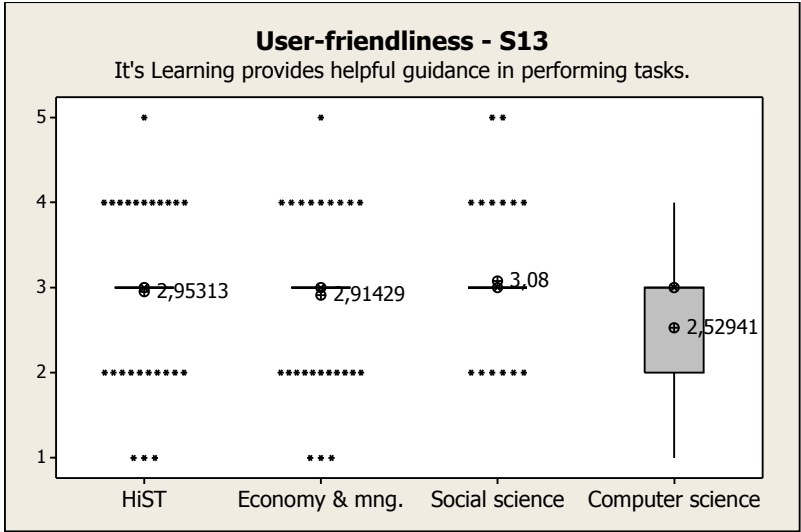 User-friendliness - S13
It's Learning provides helpful guidance in performing tasks.
5
4
3
2
1
2,95313
2,91429
3,08
2,52941
HiST
Economy & mng.
Social science
Computer science